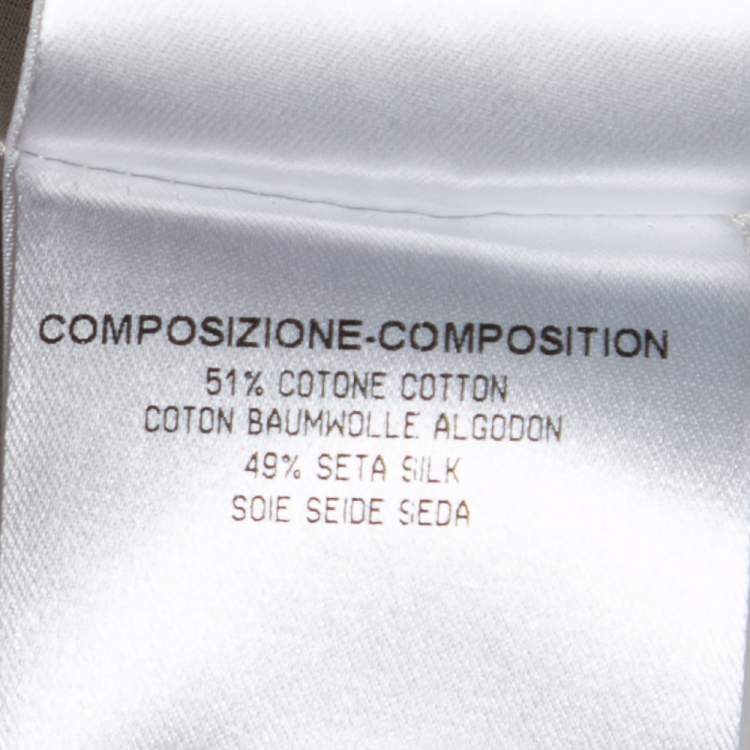 COMPOSIZIONE-COMPOSITION
51% COTONE COTTON
COTON BAUMWOLLE ALGODON
49% SETA SILK
SOIE SEIDE SEDA